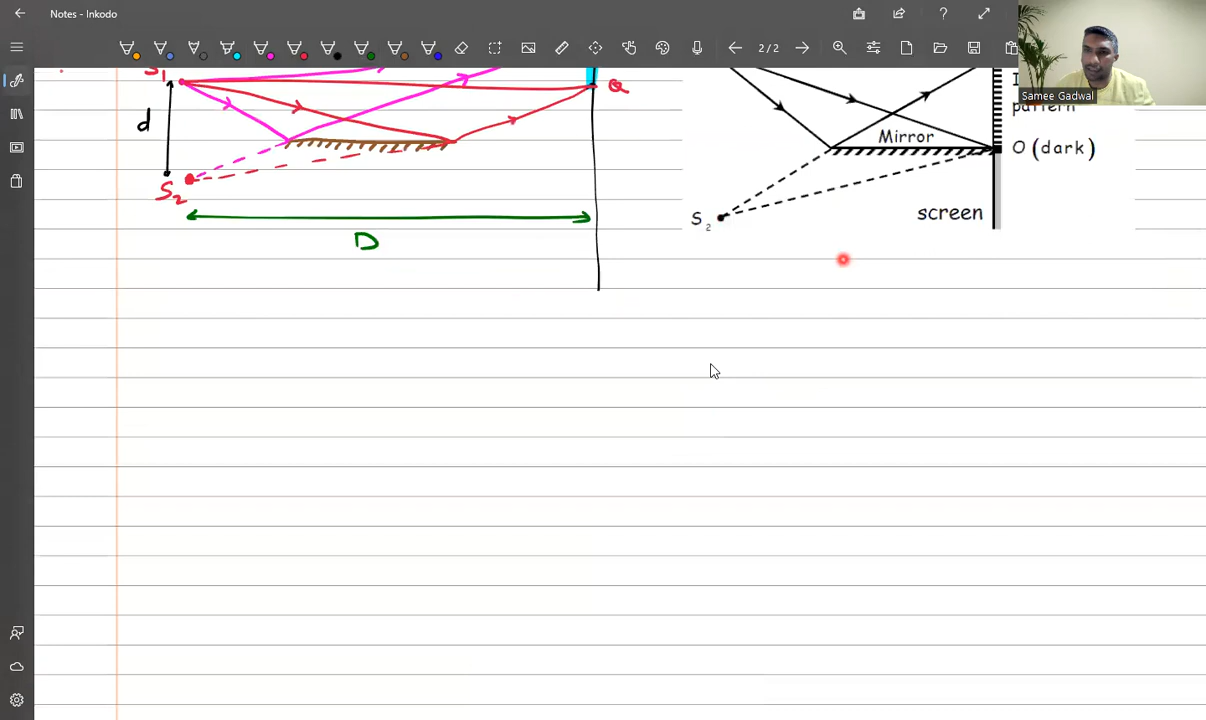 Notes - Inkodo
2/2
Samee Gadwal
S1
Q
d
S2
D
Mirror
pattern
O (dark)
S2
screen